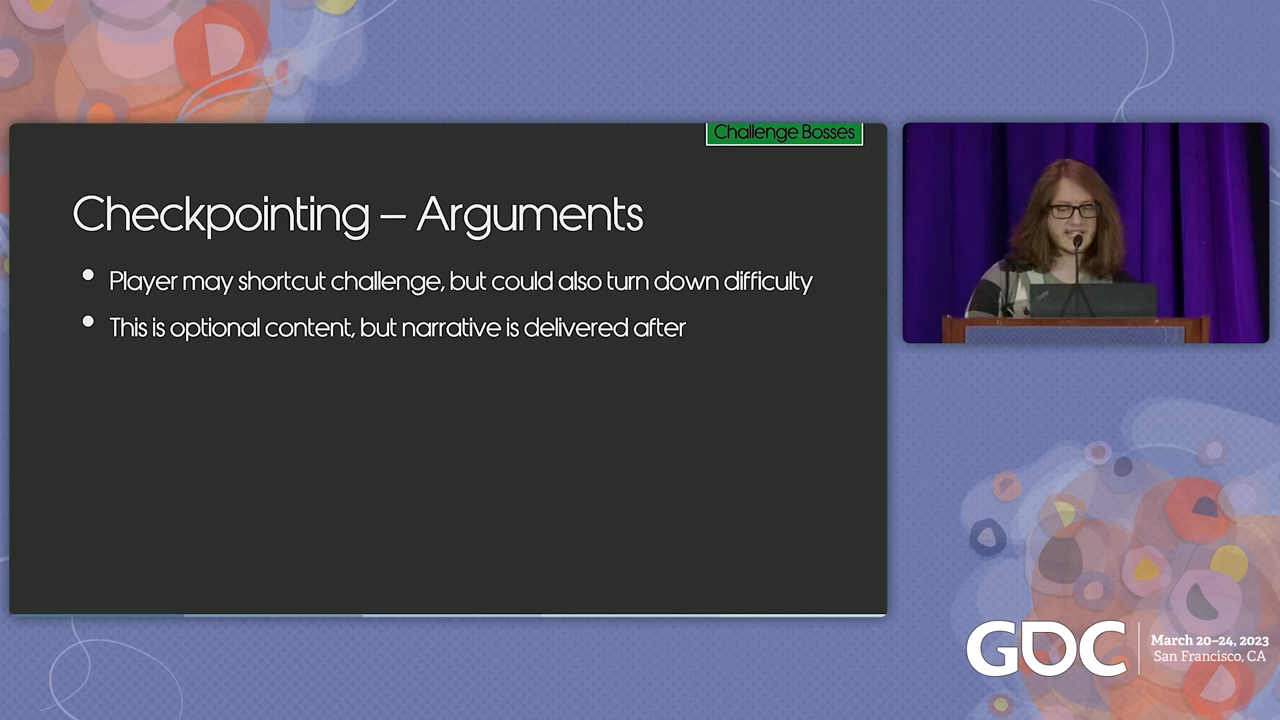 Challenge Bosses
Checkpointing – Arguments
Player may shortcut challenge, but could also turn down difficulty
This is optional content, but narrative is delivered after
GDC
March 20–24, 2023
San Francisco, CA